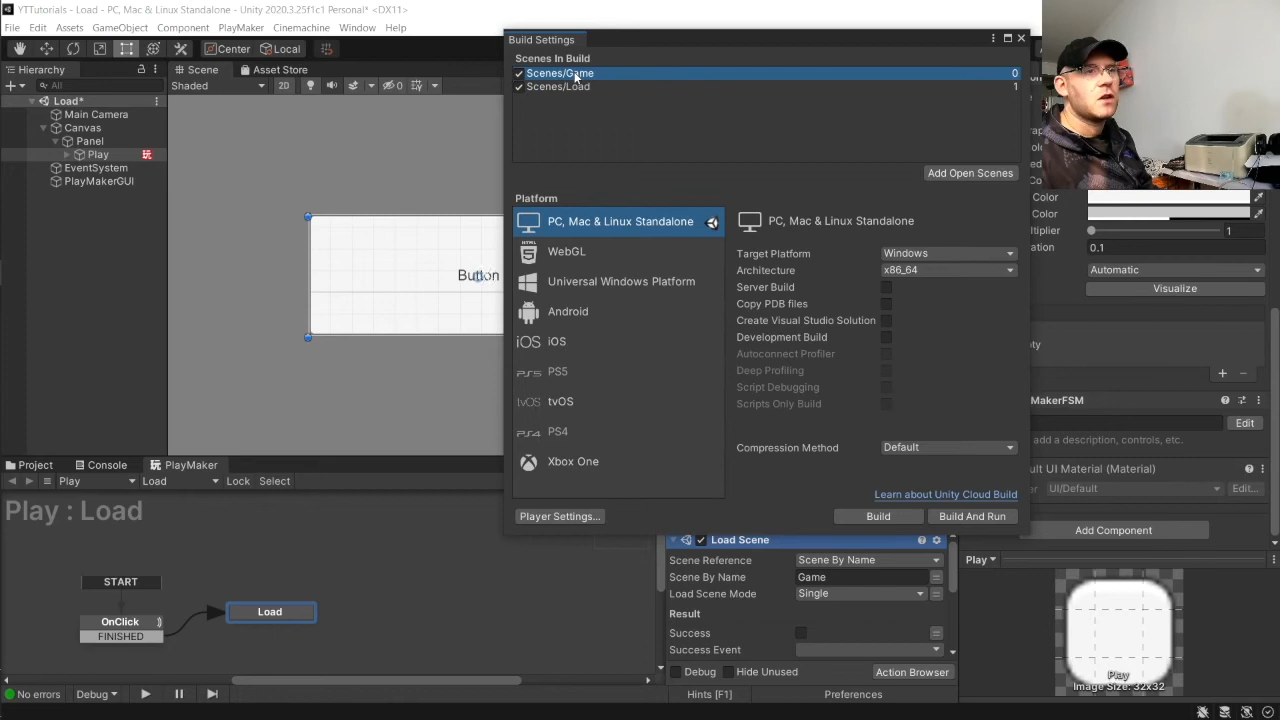 YTTutorials - Load - PC, Mac & Linux Standalone - Unity 2020.3.25f1c1 Personal* <DX11>
File Edit Assets GameObject Component PlayMaker Cinemachine Window Help
Center Local
Hierarchy Scene Asset Store
All Shaded 2D 0
Load*
Main Camera
Canvas
Panel
Play
EventSystem
PlayMakerGUI
Button
Build Settings
Scenes In Build
Scenes/Game 0
Scenes/Load 1
Add Open Scenes
Platform
PC, Mac & Linux Standalone
WebGL
Universal Windows Platform
Android
iOS iOS
PS5
tvOS tvOS
PS4 PS4
Xbox One
PC, Mac & Linux Standalone
Target Platform Windows
Architecture x86_64
Server Build
Copy PDB files
Create Visual Studio Solution
Development Build
Autoconnect Profiler
Deep Profiling
Script Debugging
Scripts Only Build
Compression Method Default
Learn about Unity Cloud Build
Player Settings... Build Build And Run
Color
Color
1
0.1
Automatic
Visualize
Edit
add a description, controls, etc.
UI/Default Edit...
Add Component
Project Console PlayMaker
Play Load Lock Select
Play : Load
START
OnClick
FINISHED
Load
Load Scene
Scene Reference Scene By Name
Scene By Name Game
Load Scene Mode Single
Result
Success
Success Event
Debug Hide Unused Action Browser
No errors Debug Hints [F1] Preferences
Play
Play
Image Size: 32x32